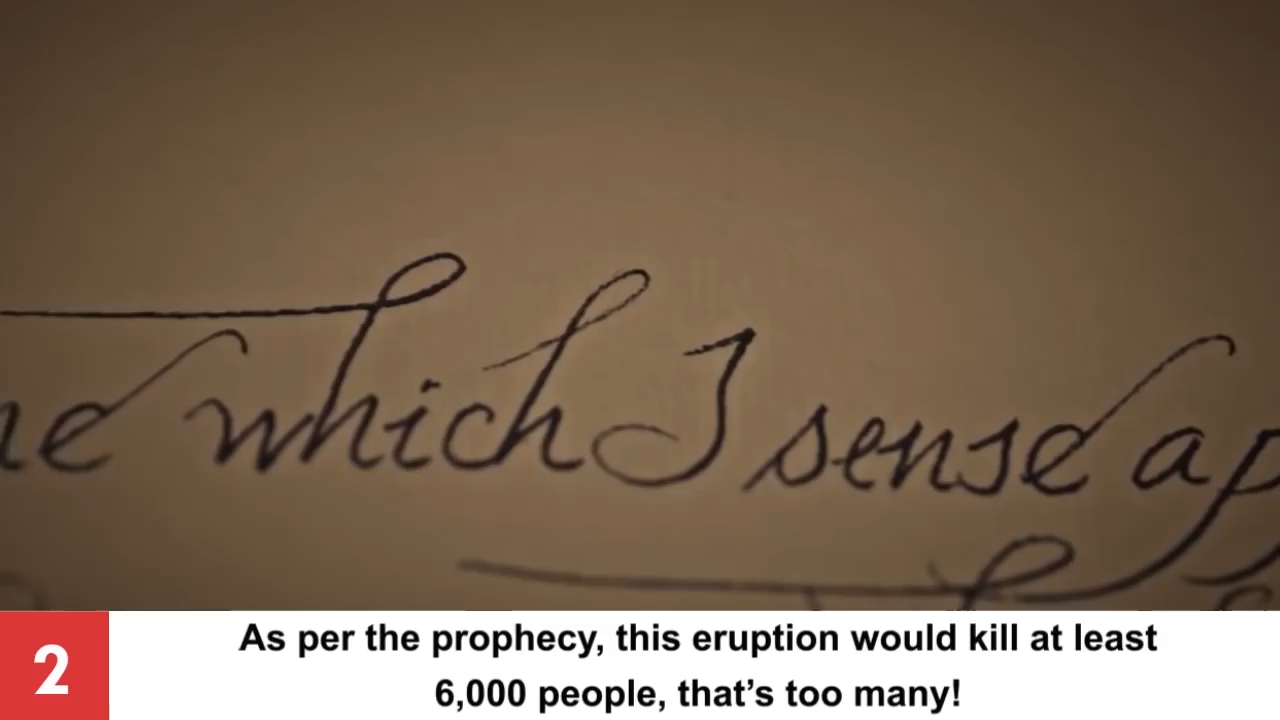 which I sense
2
As per the prophecy, this eruption would kill at least
6,000 people, that's too many!